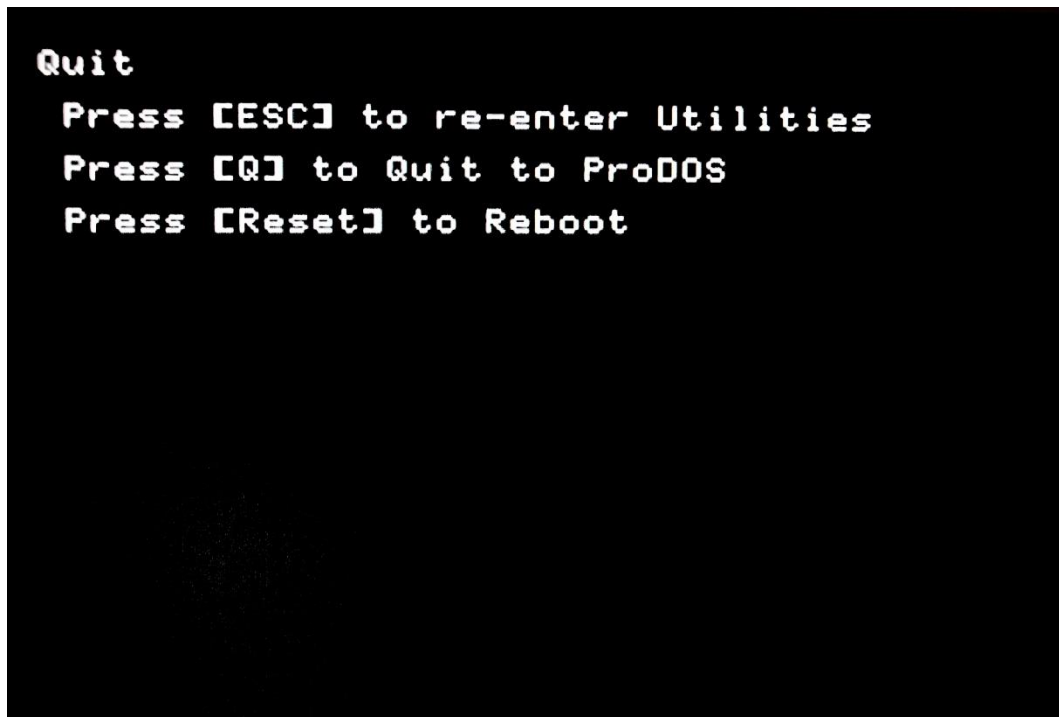 Quit
Press [ESC] to re-enter Utilities
Press [Q] to Quit to ProDOS
Press [Reset] to Reboot